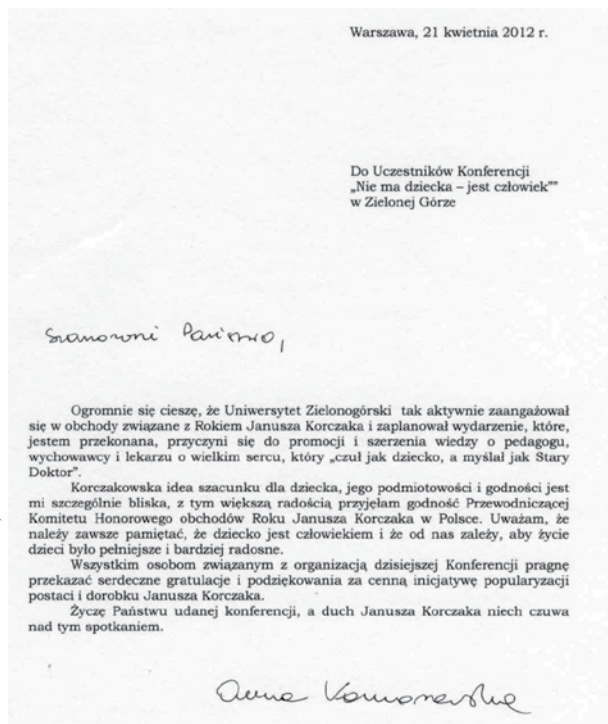 Warszawa, 21 kwietnia 2012 r.
Do Uczestników Konferencji
„Nie ma dziecka – jest człowiek””
w Zielonej Górze
Szanowni Państwo,
Ogromnie się cieszę, że Uniwersytet Zielonogórski tak aktywnie zaangażował
się w obchody związane z Rokiem Janusza Korczaka i zaplanował wydarzenie, które,
jestem przekonana, przyczyni się do promocji i szerzenia wiedzy o pedagogu,
wychowawcy i lekarzu o wielkim sercu, który „czuł jak dziecko, a myślał jak Stary
Doktor”.
Korczakowska idea szacunku dla dziecka, jego podmiotowości i godności jest
mi szczególnie bliska, z tym większą radością przyjęłam godność Przewodniczącej
Komitetu Honorowego obchodów Roku Janusza Korczaka w Polsce. Uważam, że
należy zawsze pamiętać, że dziecko jest człowiekiem i że od nas zależy, aby życie
dzieci było pełniejsze i bardziej radosne.
Wszystkim osobom związanym z organizacją dzisiejszej Konferencji pragnę
przekazać serdeczne gratulacje i podziękowania za cenną inicjatywę popularyzacji
postaci i dorobku Janusza Korczaka.
Życzę Państwu udanej konferencji, a duch Janusza Korczaka niech czuwa
nad tym spotkaniem.
Anna Komorowska